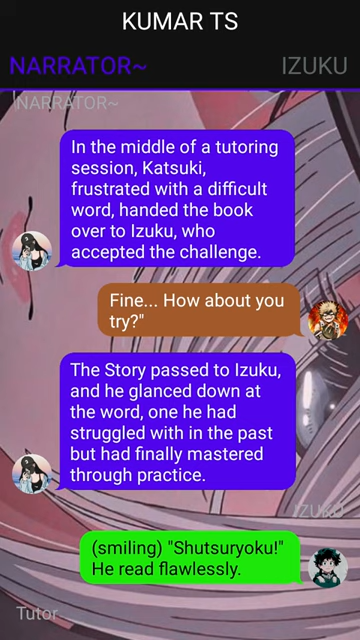 KUMAR TS
NARRATOR~ IZUKU
NARRATOR~
In the middle of a tutoring
session, Katsuki,
frustrated with a difficult
word, handed the book
over to Izuku, who
accepted the challenge.
Fine... How about you
try?"
The Story passed to Izuku,
and he glanced down at
the word, one he had
struggled with in the past
but had finally mastered
through practice.
IZUKU
(smiling) "Shutsuryoku!"
He read flawlessly.
Tutor